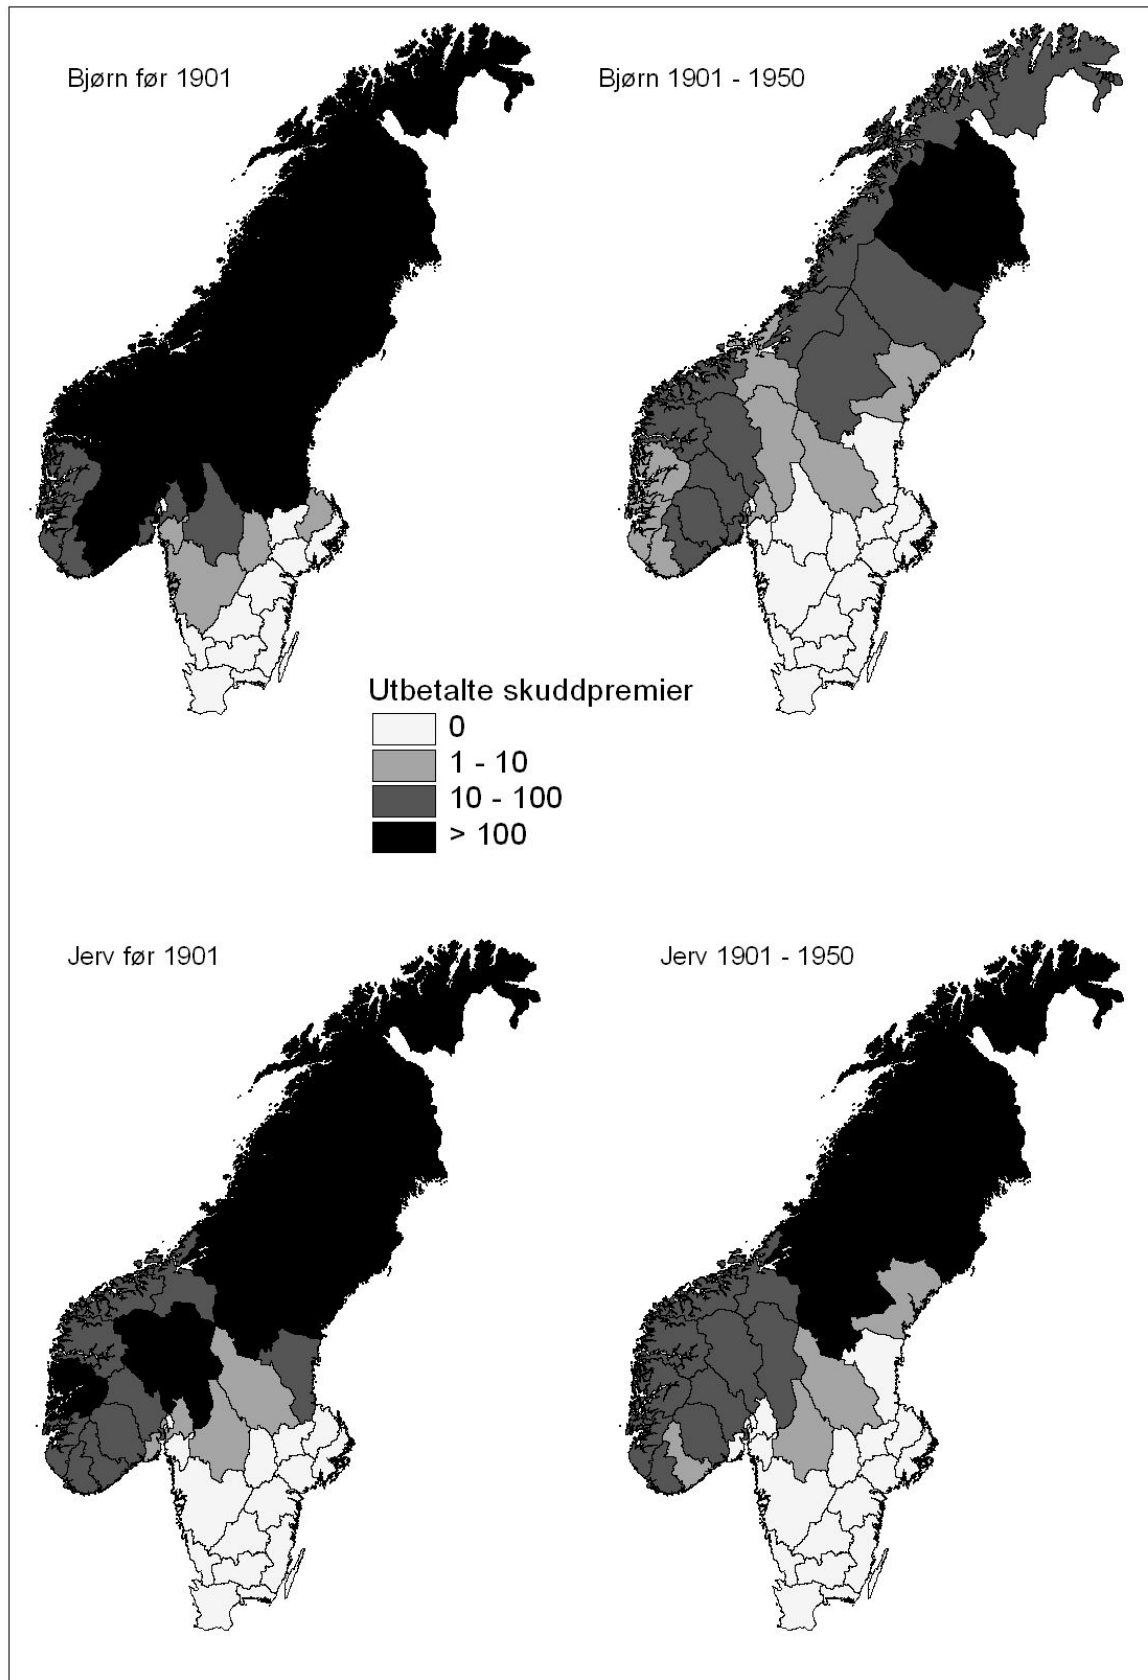 Bjørn før 1901
Bjørn 1901 - 1950
Utbetalte skuddpremier
0
1 - 10
10 - 100
> 100
Jerv før 1901
Jerv 1901 - 1950